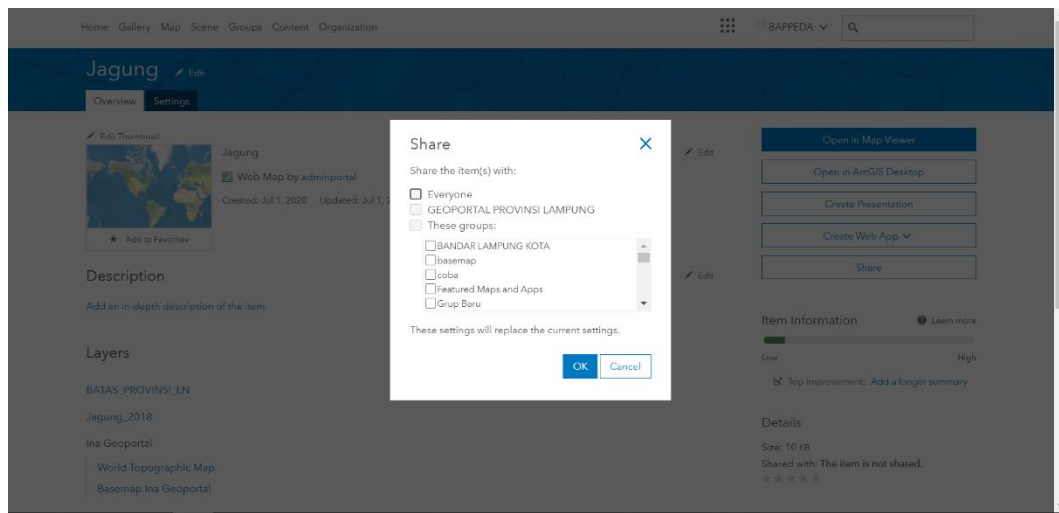 Home Gallery Map Scene Groups Content Organization
BAPPEDA
Jagung Edit
Overview Settings
Edit Thumbnail
Jagung
Web Map by adminportal
Created: Jul 1, 2020 Updated: Jul 1, 2
Add to Favorites
Edit
Description
Edit
Add an in-depth description of the item.
Layers
BATAS_PROVINSI_LN
Jagung_2018
Ina Geoportal
World Topographic Map
Basemap Ina Geoportal
Share
Share the item(s) with:
Everyone
GEOPORTAL PROVINSI LAMPUNG
These groups:
BANDAR LAMPUNG KOTA
basemap
coba
Featured Maps and Apps
Grup Baru
These settings will replace the current settings.
OK Cancel
Open in Map Viewer
Open in ArcGIS Desktop
Create Presentation
Create Web App
Share
Item Information Learn more
Low High
Top improvement: Add a longer summary
Details
Size: 10 KB
Shared with: The item is not shared.